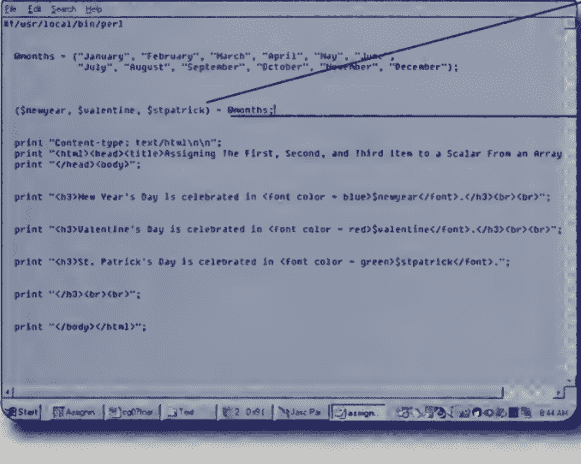 File Edit Search Help
#!/usr/local/bin/perl
@months = ("January", "February", "March", "April", "May", "June",
"July", "August", "September", "October", "November", "December");
($newyear, $valentine, $stpatrick) = @months;
print "Content-type: text/html\n\n";
print "<html><head><title>Assigning The First, Second, and Third Item to a Scalar From an Array
print "</head><body>";
print "<h3>New Year's Day is celebrated in <font color = blue>$newyear</font>.</h3><br><br>";
print "<h3>Valentine's Day is celebrated in <font color = red>$valentine</font>.</h3><br><br>";
print "<h3>St. Patrick's Day is celebrated in <font color = green>$stpatrick</font>.";
print "</h3><br><br>";
print "</body></html>";
Start Assignm Text Jasc Pai assign. 8:44 AM